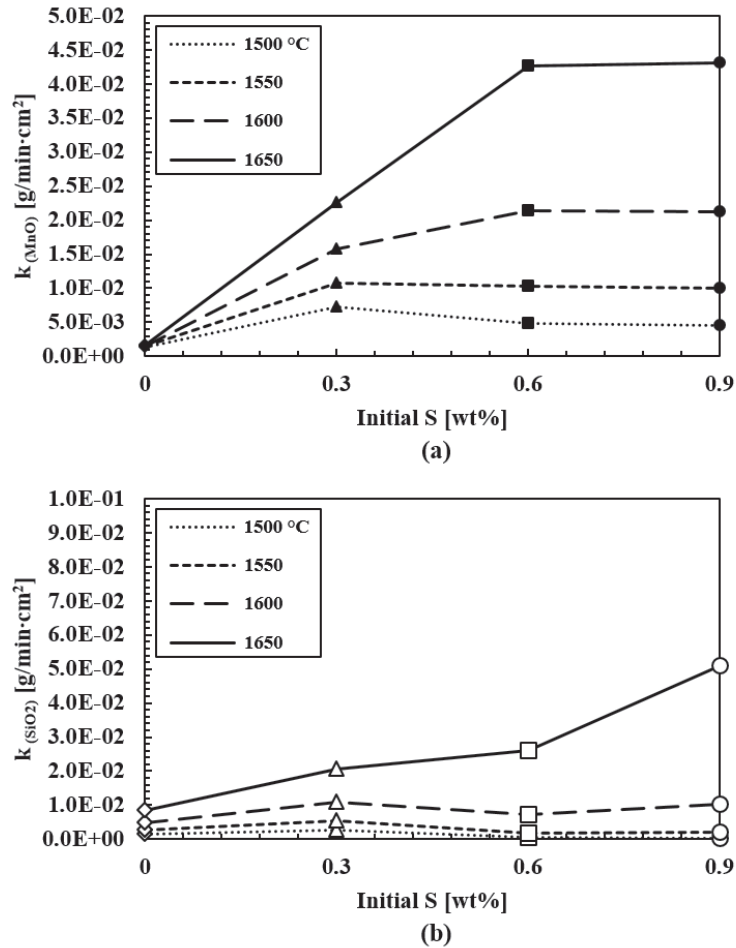 5.0E-02
4.5E-02
4.0E-02
3.5E-02
3.0E-02
2.5E-02
2.0E-02
1.5E-02
1.0E-02
5.0E-03
0.0E+00
k (MnO) [g/min·cm²]
1500 °C
1550
1600
1650
0 0.3 0.6 0.9
Initial S [wt%]
(a)
1.0E-01
9.0E-02
8.0E-02
7.0E-02
6.0E-02
5.0E-02
4.0E-02
3.0E-02
2.0E-02
1.0E-02
0.0E+00
k (SiO2) [g/min·cm²]
1500 °C
1550
1600
1650
0 0.3 0.6 0.9
Initial S [wt%]
(b)